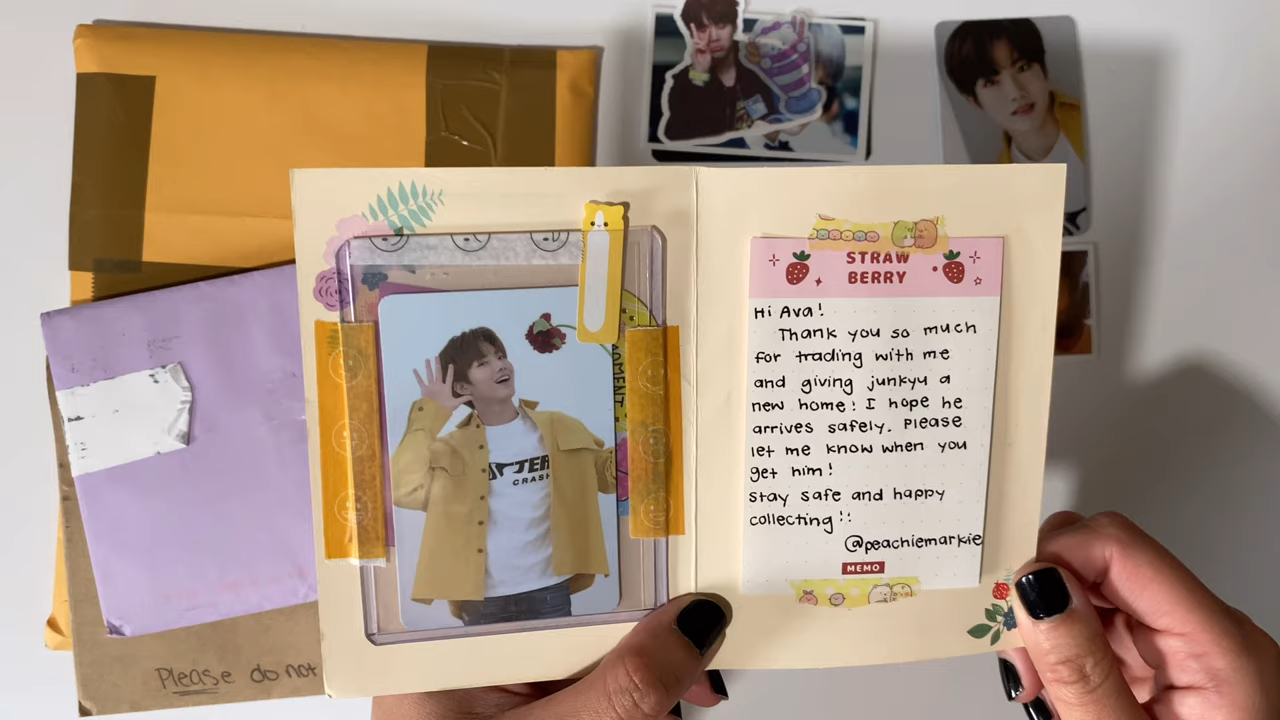 STRAW
BERRY
Hi Ava!
Thank you so much
for trading with me
and giving junkyu a
new home! I hope he
arrives safely. Please
let me know when you
get him!
Stay safe and happy
collecting!!
@peachiemarkie
MEMO
MOMENT
CRASH
Please do not